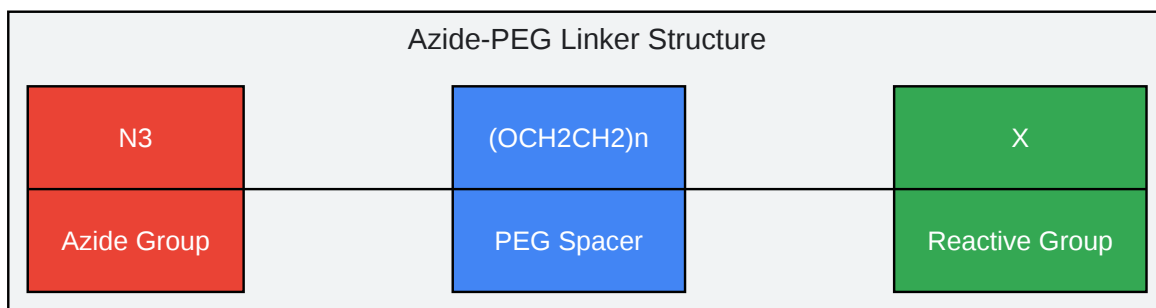 Azide-PEG Linker Structure
N3
(OCH2CH2)n
X
Azide Group
PEG Spacer
Reactive Group